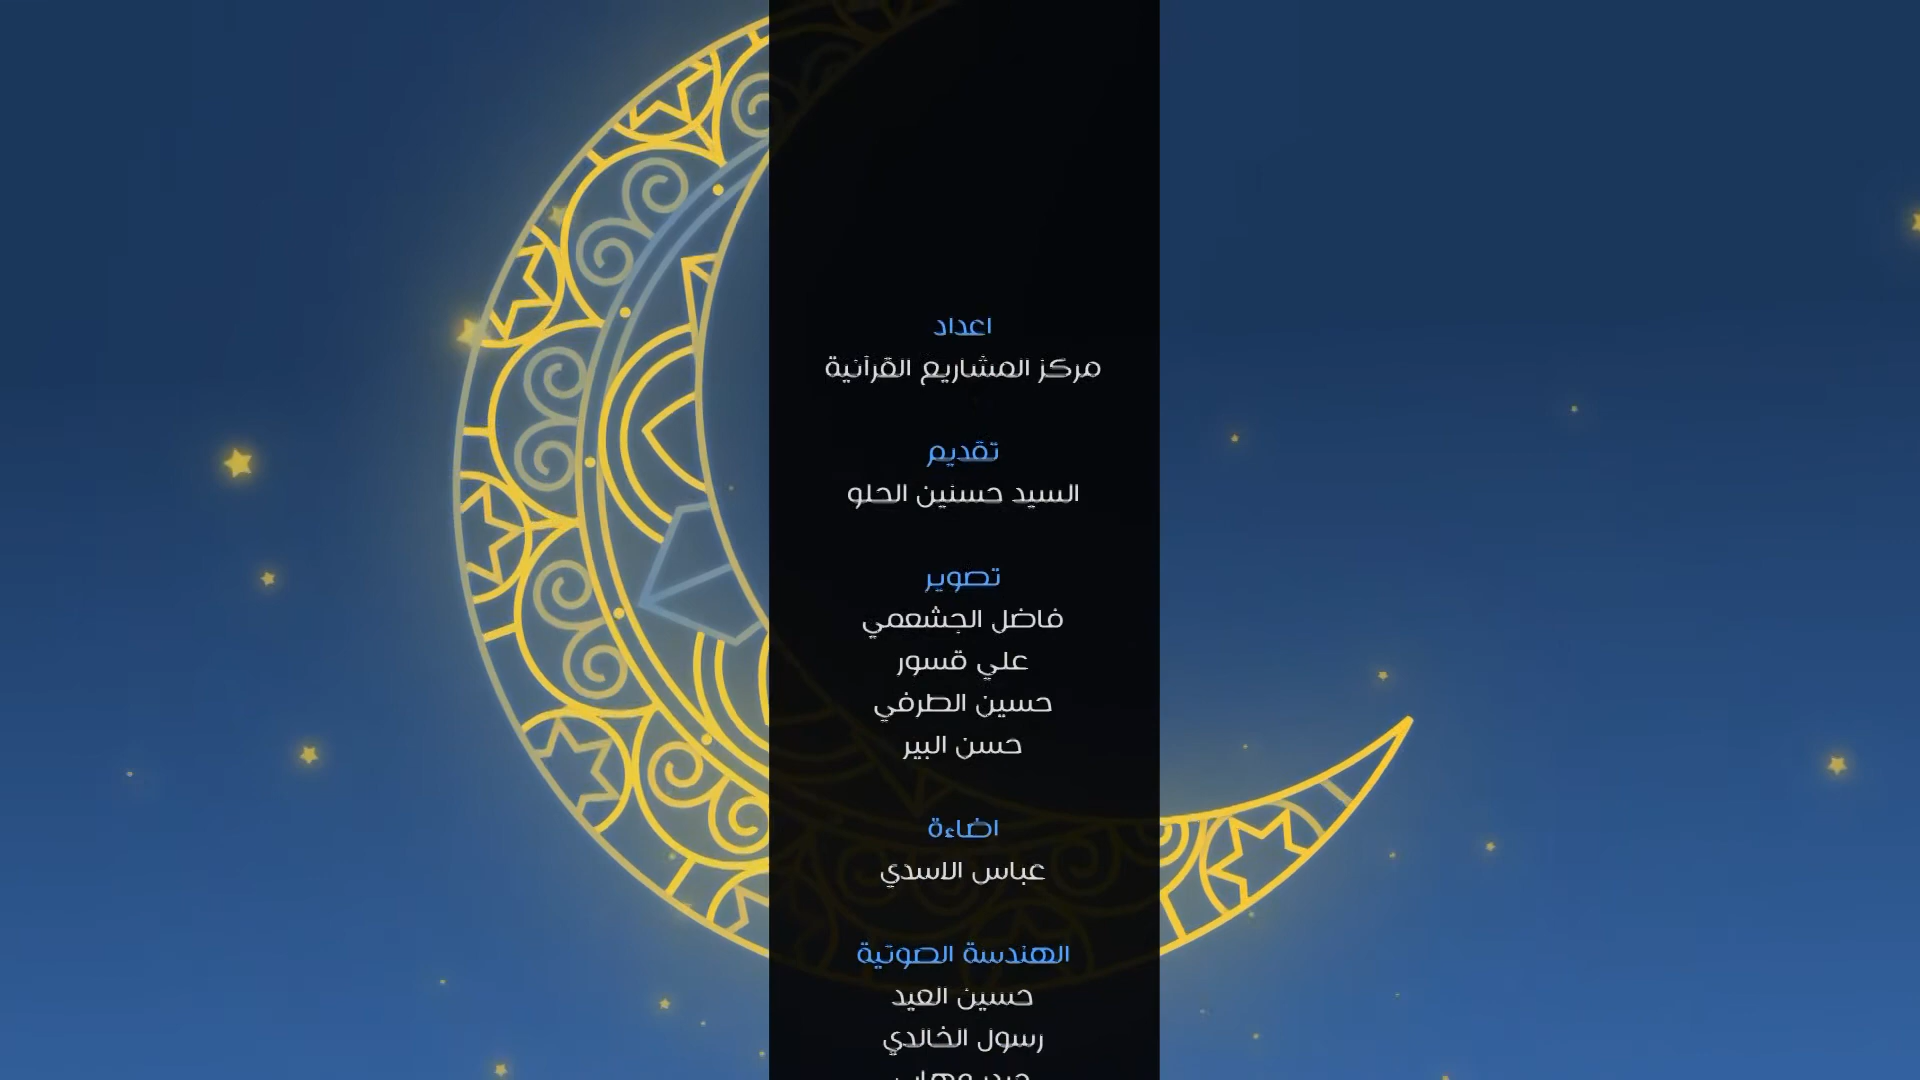 اعداد
مركز المشاريع القرآنية
تقديم
السيد حسنين الحلو
تصوير
فاضل الجشعمي
علي قسور
حسين الطرفي
حسن البير
اضاءة
عباس الاسدي
الهندسة الصوتية
حسين العيد
رسول الخالدي